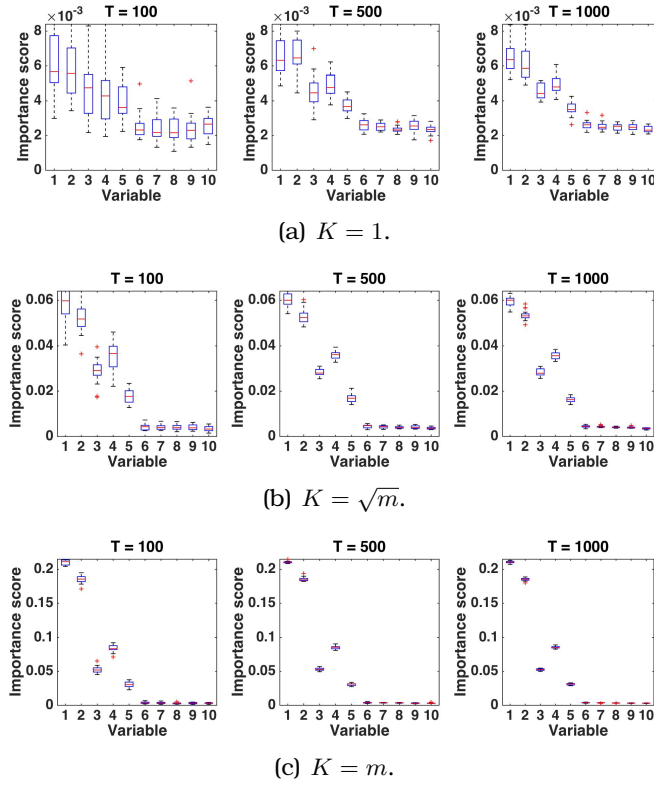 T = 100
T = 500
T = 1000
×10⁻³
×10⁻³
×10⁻³
Importance score
8
6
4
2
0
1 2 3 4 5 6 7 8 9 10
Variable
Importance score
8
6
4
2
0
1 2 3 4 5 6 7 8 9 10
Variable
Importance score
8
6
4
2
0
1 2 3 4 5 6 7 8 9 10
Variable
(a) K = 1.
T = 100
T = 500
T = 1000
Importance score
0.06
0.04
0.02
0
1 2 3 4 5 6 7 8 9 10
Variable
Importance score
0.06
0.04
0.02
0
1 2 3 4 5 6 7 8 9 10
Variable
Importance score
0.06
0.04
0.02
0
1 2 3 4 5 6 7 8 9 10
Variable
(b) K = √m.
T = 100
T = 500
T = 1000
Importance score
0.2
0.15
0.1
0.05
0
1 2 3 4 5 6 7 8 9 10
Variable
Importance score
0.2
0.15
0.1
0.05
0
1 2 3 4 5 6 7 8 9 10
Variable
Importance score
0.2
0.15
0.1
0.05
0
1 2 3 4 5 6 7 8 9 10
Variable
(c) K = m.